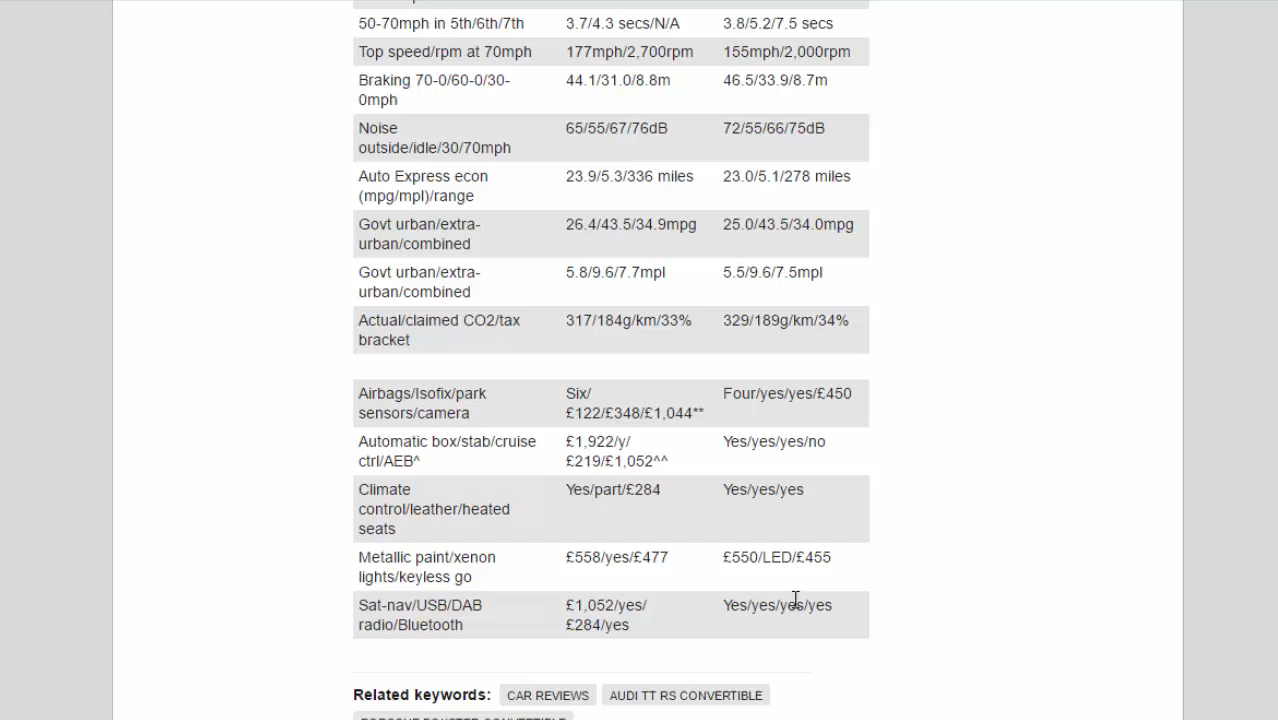 50-70mph in 5th/6th/7th 3.7/4.3 secs/N/A 3.8/5.2/7.5 secs
Top speed/rpm at 70mph 177mph/2,700rpm 155mph/2,000rpm
Braking 70-0/60-0/30- 44.1/31.0/8.8m 46.5/33.9/8.7m
0mph
Noise 65/55/67/76dB 72/55/66/75dB
outside/idle/30/70mph
Auto Express econ 23.9/5.3/336 miles 23.0/5.1/278 miles
(mpg/mpl)/range
Govt urban/extra- 26.4/43.5/34.9mpg 25.0/43.5/34.0mpg
urban/combined
Govt urban/extra- 5.8/9.6/7.7mpl 5.5/9.6/7.5mpl
urban/combined
Actual/claimed CO2/tax 317/184g/km/33% 329/189g/km/34%
bracket
Airbags/Isofix/park Six/ Four/yes/yes/£450
sensors/camera £122/£348/£1,044**
Automatic box/stab/cruise £1,922/y/ Yes/yes/yes/no
ctrl/AEB^ £219/£1,052^^
Climate Yes/part/£284 Yes/yes/yes
control/leather/heated
seats
Metallic paint/xenon £558/yes/£477 £550/LED/£455
lights/keyless go
Sat-nav/USB/DAB £1,052/yes/ Yes/yes/yes/yes
radio/Bluetooth £284/yes
Related keywords: CAR REVIEWS AUDI TT RS CONVERTIBLE